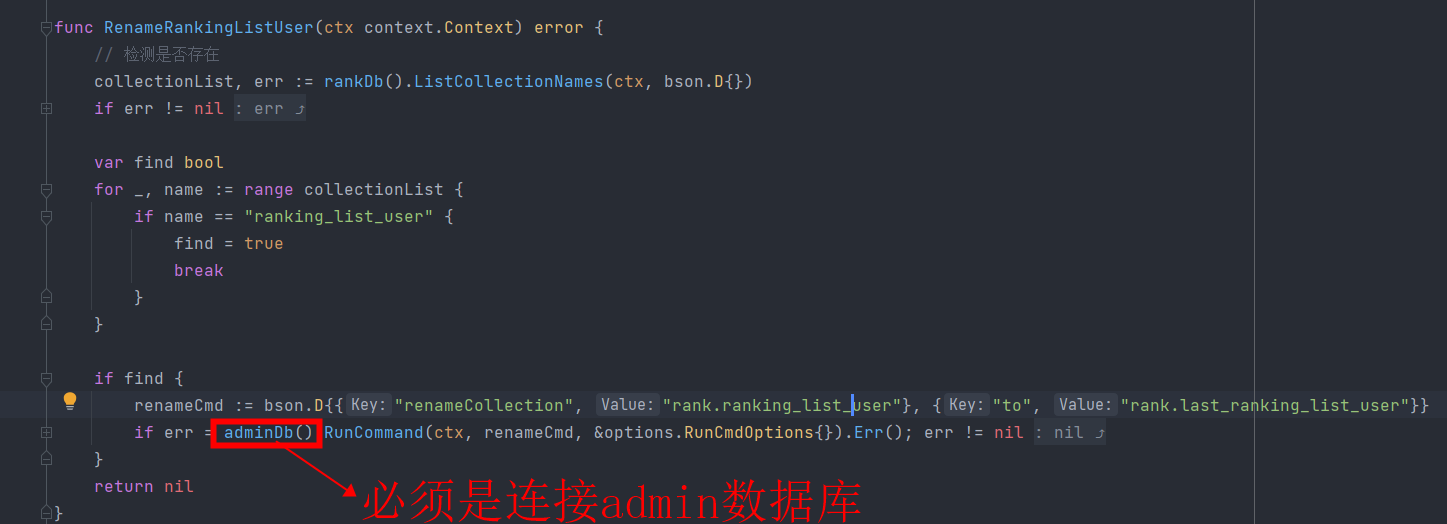 func RenameRankingListUser(ctx context.Context) error {
// 检测是否存在
collectionList, err := rankDb().ListCollectionNames(ctx, bson.D{})
if err != nil : err ⤴
var find bool
for _, name := range collectionList {
if name == "ranking_list_user" {
find = true
break
}
}
if find {
renameCmd := bson.D{{Key: "renameCollection", Value: "rank.ranking_list_user"}, {Key: "to", Value: "rank.last_ranking_list_user"}}
if err = adminDb().RunCommand(ctx, renameCmd, &options.RunCmdOptions{}).Err(); err != nil : nil ⤴
}
return nil
}
必须是连接admin数据库